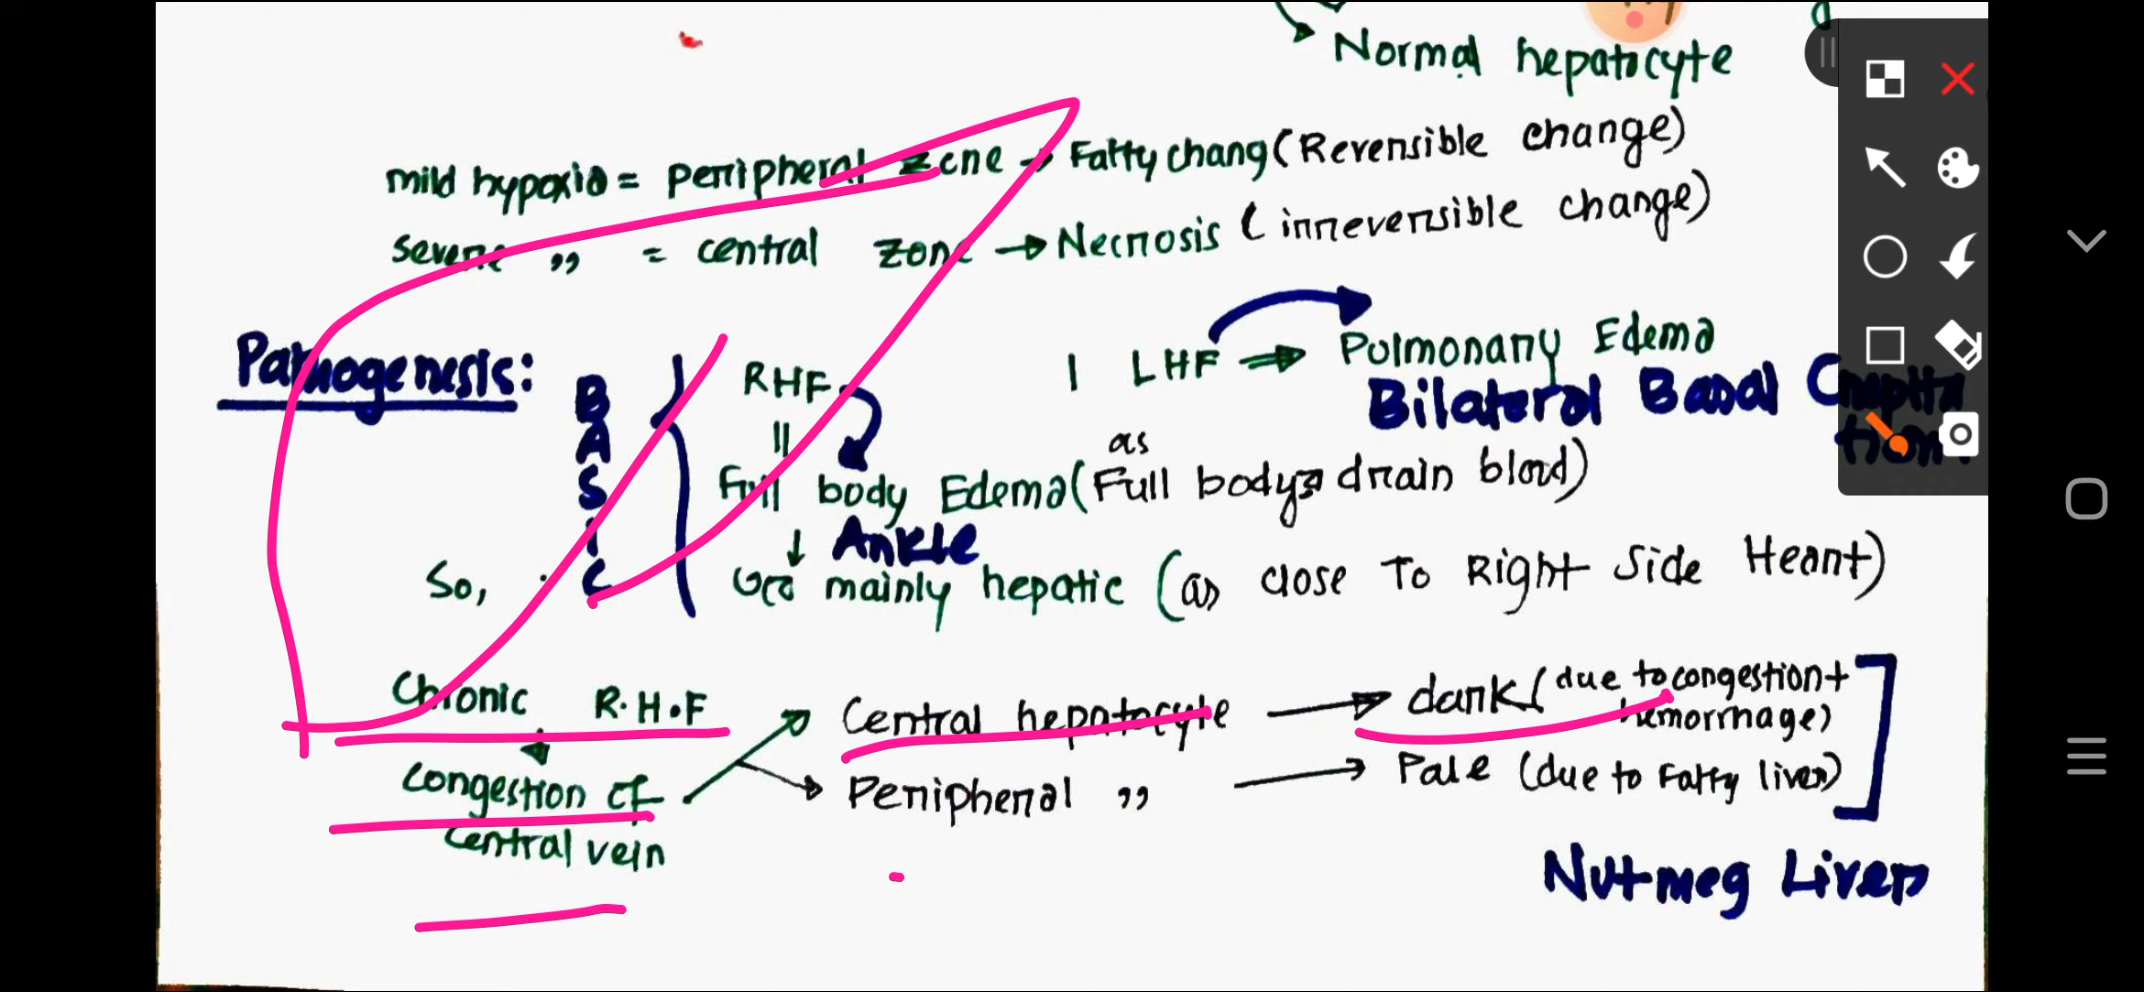 Normal hepatocyte
mild hypoxia = peripheral zone → Fatty chang (Reversible change)
severe ,, = central zone → Necrosis (irreversible change)
Pathogenesis:
BASIC
RHF
| LHF ⇒ Pulmonary Edema
Bilateral Basal Crepitation
=
as
Full body Edema (Full body drain blood)
↓ Ankle
So,
mainly hepatic (as close To Right Side Heart)
Chronic R.H.F
Central hepatocyte → dark (due to congestion + hemorrhage)
congestion of central vein
Peripheral ,, → Pale (due to Fatty liver)
Nutmeg Liver